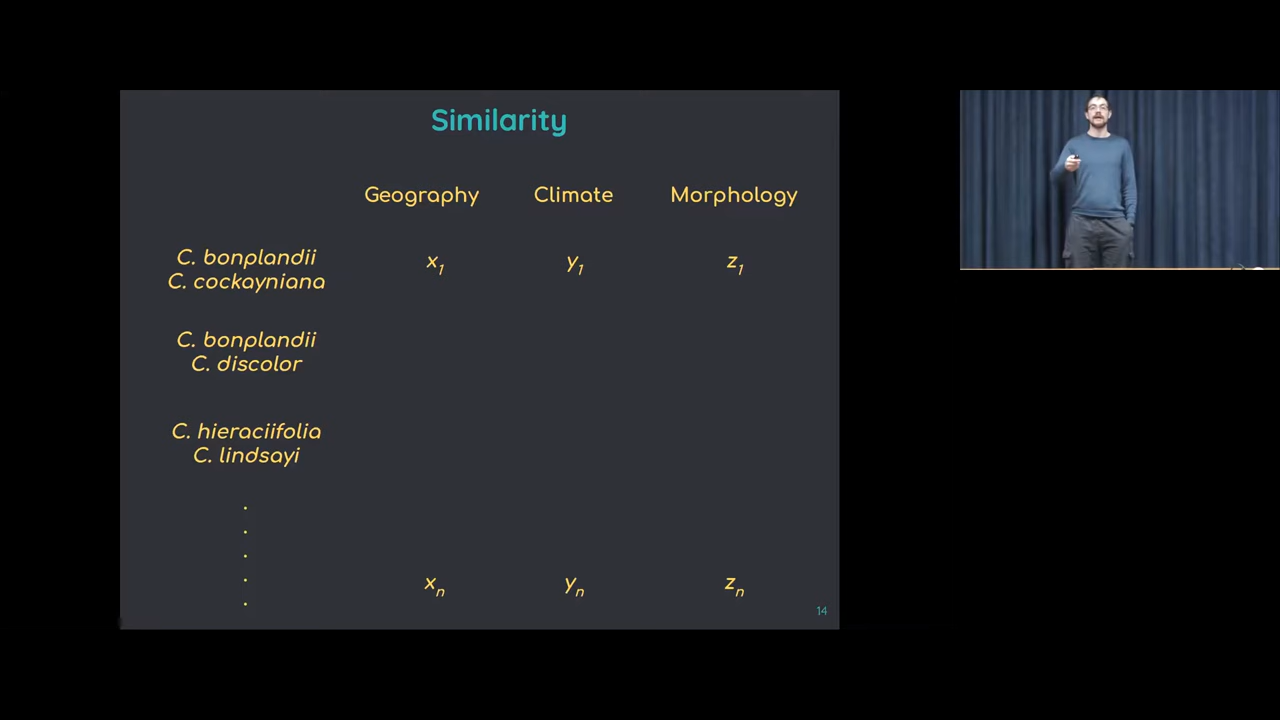 Similarity
Geography Climate Morphology
C. bonplandii
C. cockayniana
x1 y1 z1
C. bonplandii
C. discolor
C. hieraciifolia
C. lindsayi
.
.
.
.
.
xn yn zn
14